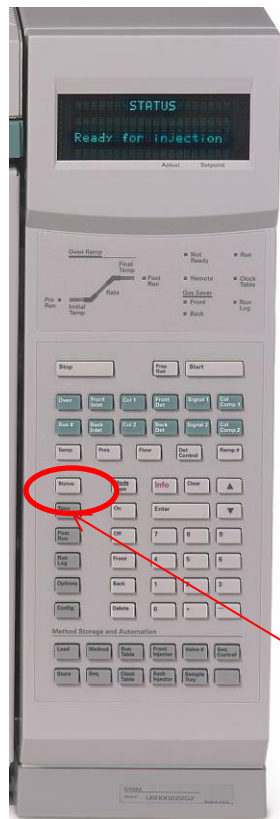 STATUS
Ready for injection
Actual Setpoint
Oven Ramp
Final Temp
Rate
Initial Temp
Pre Run
Post Run
Not Ready
Run
Remote
Clock Table
Gas Saver
Front
Run Log
Back
Stop Prep Run Start
Oven Front Inlet Col 1 Front Det Signal 1 Col Comp 1
Aux # Back Inlet Col 2 Back Det Signal 2 Col Comp 2
Temp Pres Flow Det Control Ramp #
Status Info Clear
Time On Enter
Post Run Off 7 8 9
Run Log Front 4 5 6
Options Back 1 2 3
Config Delete 0 . -
Method Storage and Automation
Load Method Run Table Front Injector Valve # Seq Control
Store Seq Clock Table Back Injector Sample Tray